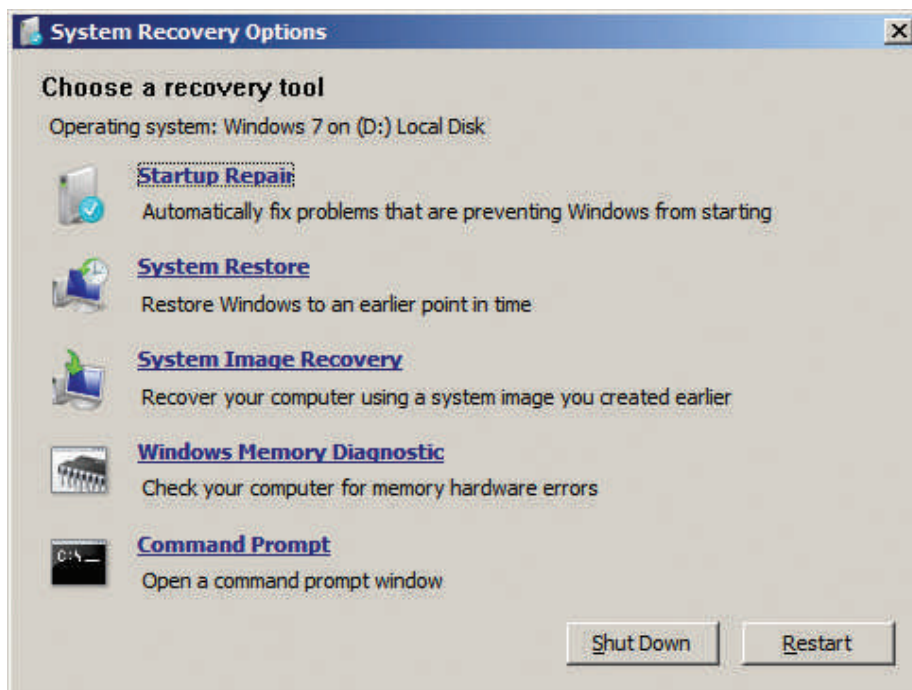 System Recovery Options
Choose a recovery tool
Operating system: Windows 7 on (D:) Local Disk
Startup Repair
Automatically fix problems that are preventing Windows from starting
System Restore
Restore Windows to an earlier point in time
System Image Recovery
Recover your computer using a system image you created earlier
Windows Memory Diagnostic
Check your computer for memory hardware errors
C:\_
Command Prompt
Open a command prompt window
Shut Down
Restart